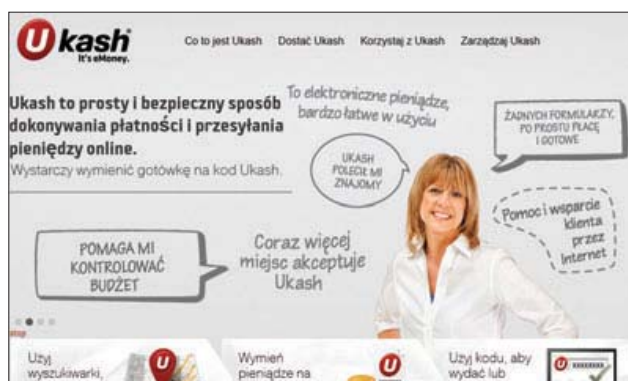 Ukash
It's eMoney.
Co to jest Ukash Dostać Ukash Korzystaj z Ukash Zarządzaj Ukash
Ukash to prosty i bezpieczny sposób
dokonywania płatności i przesyłania
pieniędzy online.
Wystarczy wymienić gotówkę na kod Ukash.
To elektroniczne pieniądze,
bardzo łatwe w użyciu
ŻADNYCH FORMULARZY,
PO PROSTU PŁACĘ
I GOTOWE
UKASH
POLECIŁ MI
ZNAJOMY
Pomoc i wsparcie
klienta
przez
Internet
POMAGA MI
KONTROLOWAĆ
BUDŻET
Coraz więcej
miejsc akceptuje
Ukash
stop
Użyj
wyszukiwarki,
U
Wymień
pieniądze na
U
Użyj kodu, aby
wydać lub
U